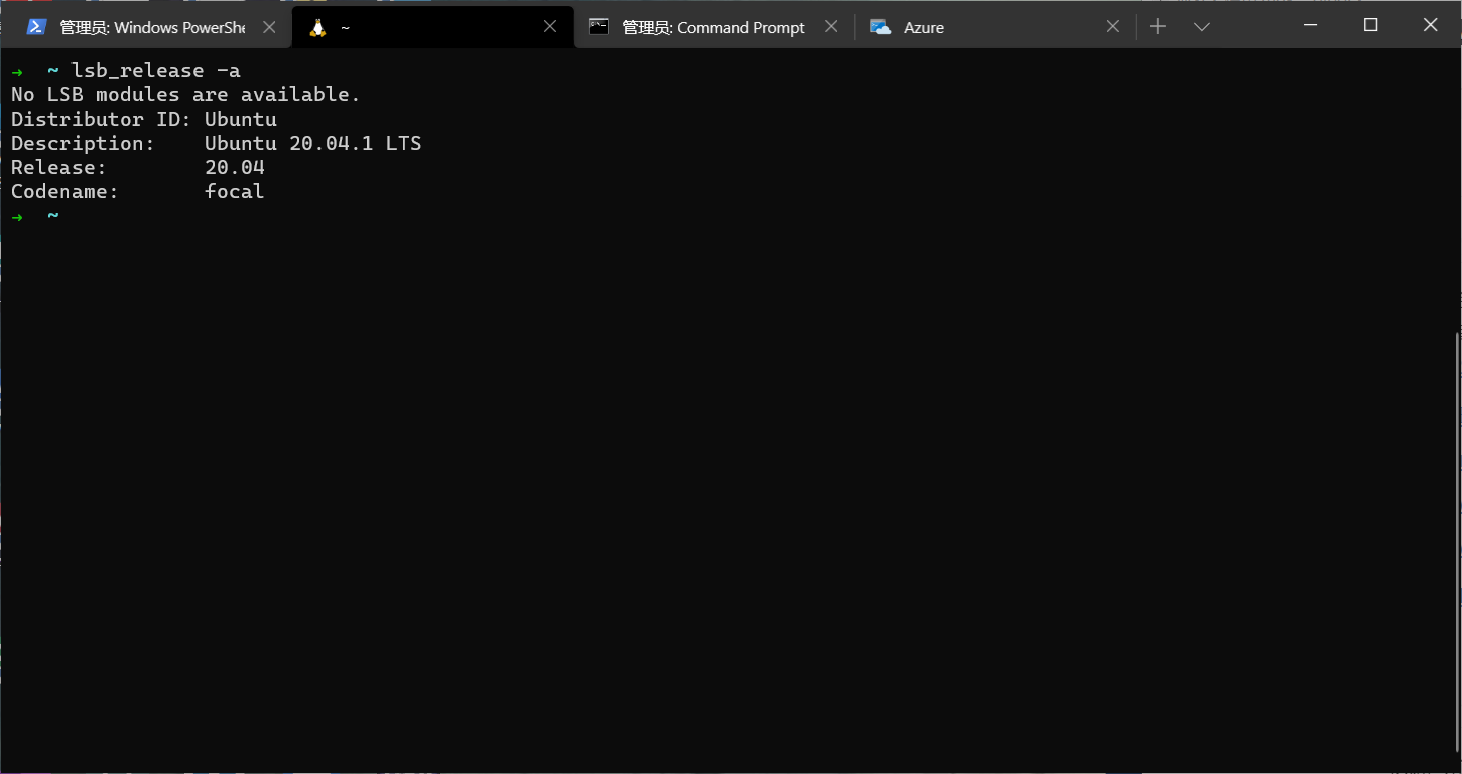 管理员: Windows PowerShe
~
管理员: Command Prompt
Azure
→ ~ lsb_release -a
No LSB modules are available.
Distributor ID: Ubuntu
Description: Ubuntu 20.04.1 LTS
Release: 20.04
Codename: focal
→ ~